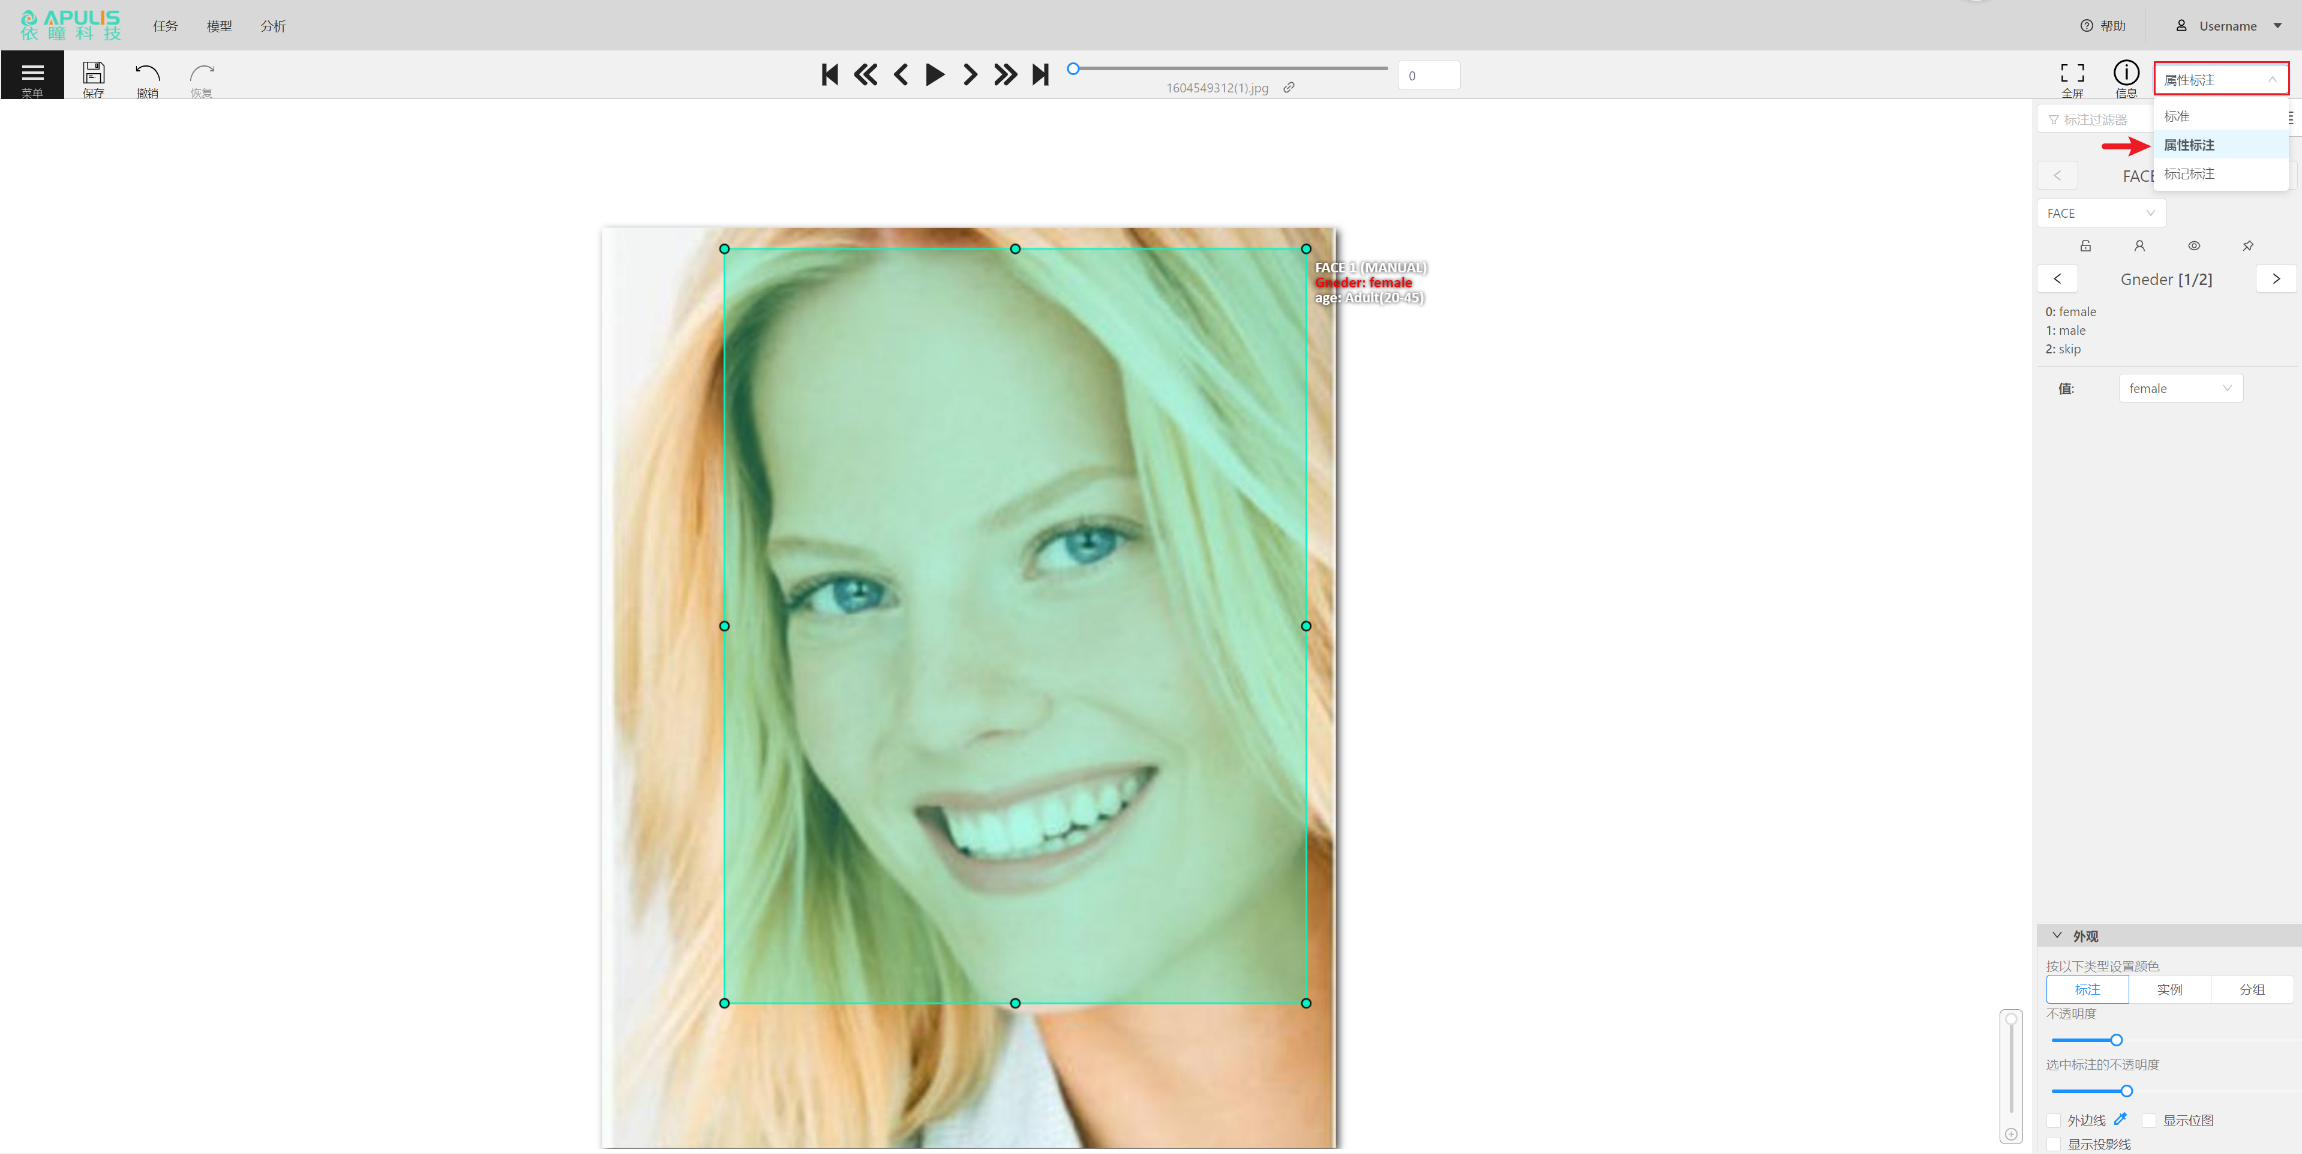 APULIS
依瞳科技
任务 模型 分析
帮助 Username
菜单 保存 撤销 恢复
1604549312(1).jpg
0
全屏 信息 属性标注
标准
属性标注
标记标注
标注过滤器
FACE
FACE
Gneder [1/2]
0: female
1: male
2: skip
值: female
FACE 1 (MANUAL)
Gneder: female
age: Adult(20-45)
外观
按以下类型设置颜色
标注 实例 分组
不透明度
选中标注的不透明度
外边线 显示位图
显示投影线